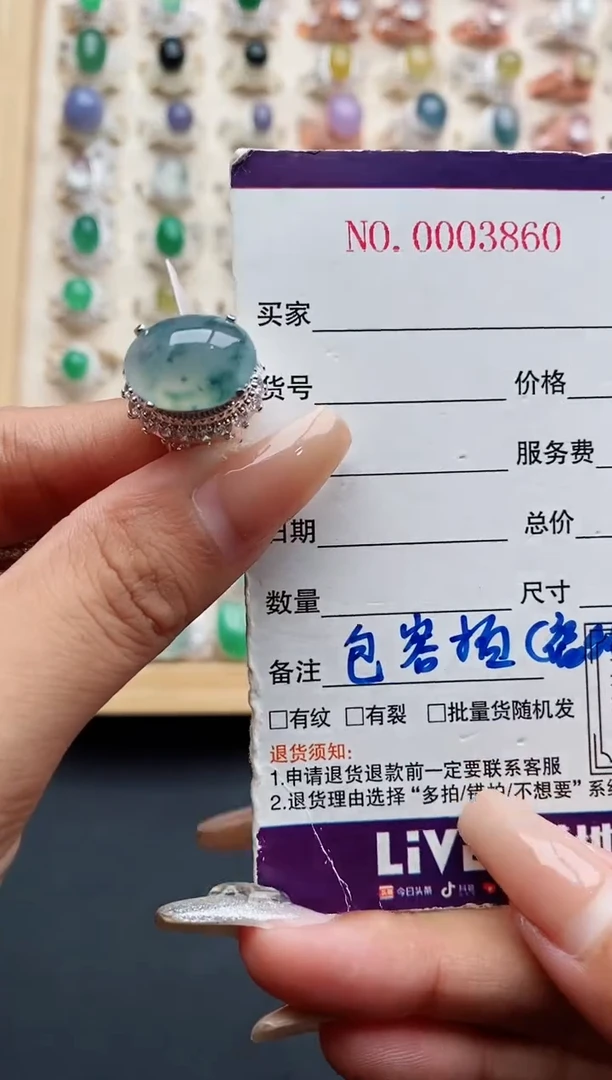 NO. 0003860
买家
货号 价格
服务费
日期 总价
数量 尺寸
备注 包客损
□有纹 □有裂 □批量货随机发
退货须知:
1.申请退货退款前一定要联系客服
2.退货理由选择“多拍/错拍/不想要”系
LiVE
今日头条